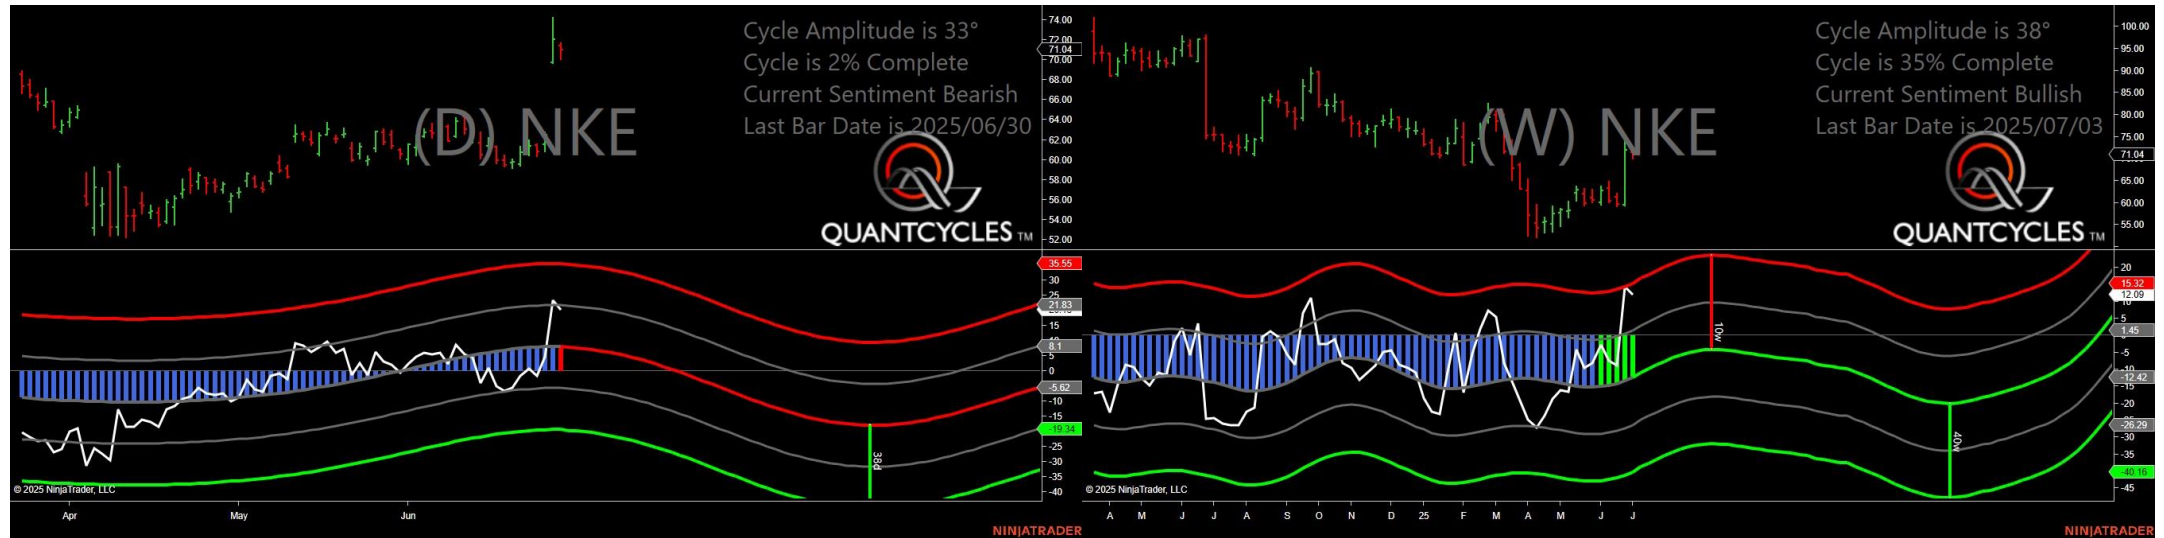 Cycle Amplitude is 33°
Cycle is 2% Complete
Current Sentiment Bearish
Last Bar Date is 2025/06/30
(D) NKE
QUANTCYCLES TM
74.00
72.00
71.04
70.00
68.00
66.00
64.00
62.00
60.00
58.00
56.00
54.00
52.00
35.55
30
25
21.83
15
8.1
5
0
-5.62
-10
-15
-19.34
-25
-30
-35
-40
38d
© 2025 NinjaTrader, LLC
Apr
May
Jun
NINJATRADER
Cycle Amplitude is 38°
Cycle is 35% Complete
Current Sentiment Bullish
Last Bar Date is 2025/07/03
(W) NKE
QUANTCYCLES TM
100.00
95.00
90.00
85.00
80.00
75.00
71.04
65.00
60.00
55.00
20
15.32
12.09
10
5
1.45
-5
-12.42
-15
-20
-26.29
-30
-35
-40.16
-45
10w
40w
© 2025 NinjaTrader, LLC
A M J J A S O N D 25 F M A M J J
NINJATRADER